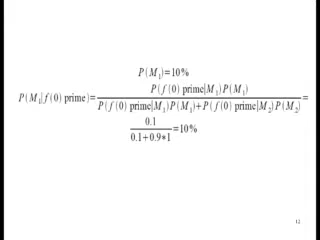 P(M₁)=10%
P(M₁|f(0) prime)= P(f(0) prime|M₁)P(M₁) / P(f(0) prime|M₁)P(M₁)+P(f(0) prime|M₂)P(M₂) =
0.1 / 0.1+0.9*1 =10%
12